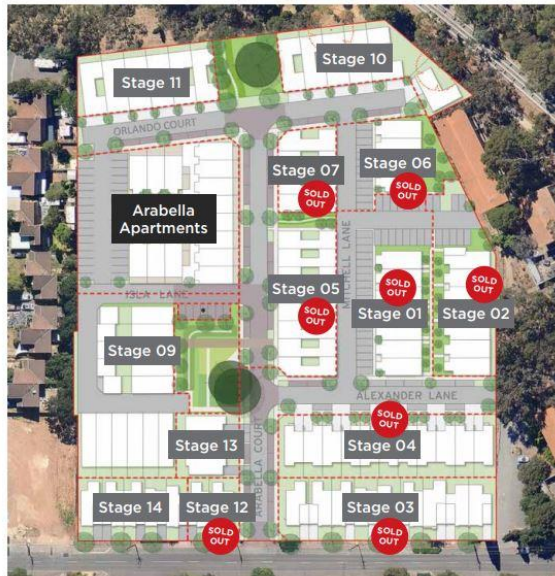 Stage 11
Stage 10
ORLANDO COURT
Stage 07
SOLD
OUT
Stage 06
SOLD
OUT
Arabella
Apartments
MITCHELL LANE
ISLA LANE
Stage 05
SOLD
OUT
SOLD
OUT
Stage 01
SOLD
OUT
Stage 02
Stage 09
ALEXANDER LANE
SOLD
OUT
Stage 04
Stage 13
ARABELLA COURT
Stage 14
Stage 12
SOLD
OUT
Stage 03
SOLD
OUT